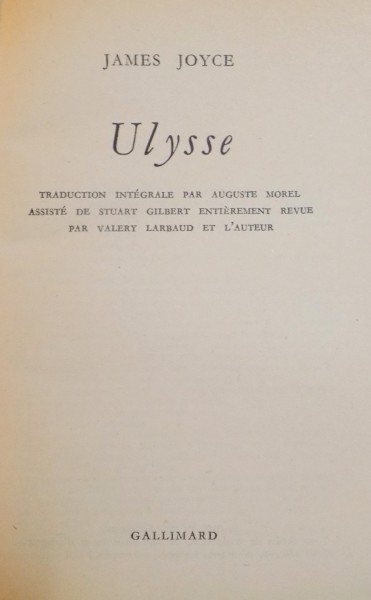 JAMES JOYCE
Ulysse
TRADUCTION INTÉGRALE PAR AUGUSTE MOREL
ASSISTÉ DE STUART GILBERT ENTIÈREMENT REVUE
PAR VALERY LARBAUD ET L'AUTEUR
GALLIMARD